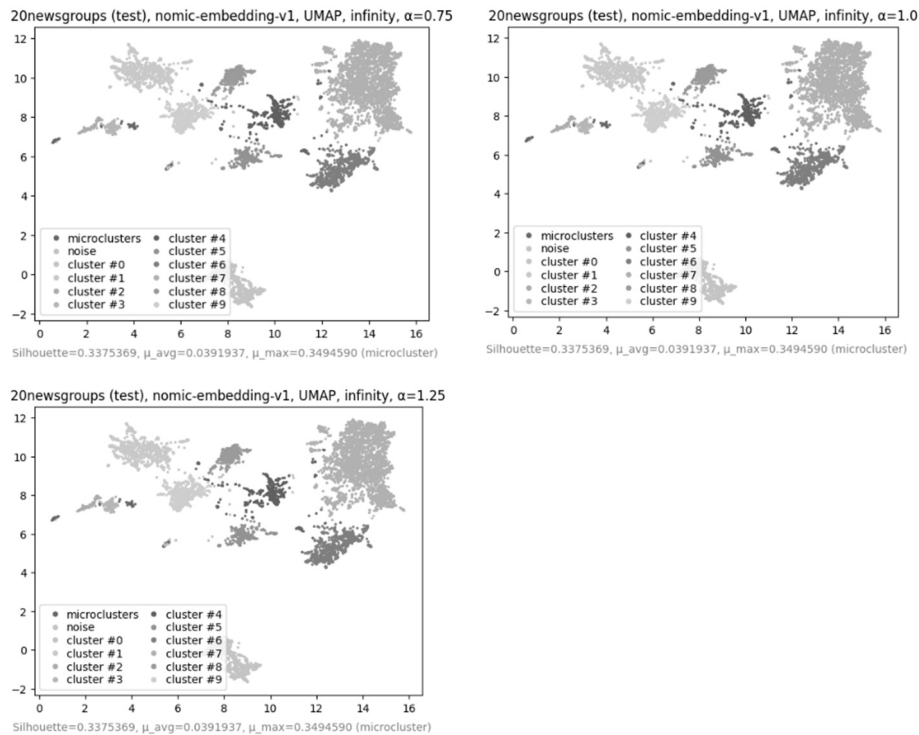 20newsgroups (test), nomic-embedding-v1, UMAP, infinity, α=0.75
12
10
8
6
4
2
0
−2
microclusters
noise
cluster #0
cluster #1
cluster #2
cluster #3
cluster #4
cluster #5
cluster #6
cluster #7
cluster #8
cluster #9
0 2 4 6 8 10 12 14 16
Silhouette=0.3375369, μ_avg=0.0391937, μ_max=0.3494590 (microcluster)
20newsgroups (test), nomic-embedding-v1, UMAP, infinity, α=1.0
12
10
8
6
4
2
0
−2
microclusters
noise
cluster #0
cluster #1
cluster #2
cluster #3
cluster #4
cluster #5
cluster #6
cluster #7
cluster #8
cluster #9
0 2 4 6 8 10 12 14 16
Silhouette=0.3375369, μ_avg=0.0391937, μ_max=0.3494590 (microcluster)
20newsgroups (test), nomic-embedding-v1, UMAP, infinity, α=1.25
12
10
8
6
4
2
0
−2
microclusters
noise
cluster #0
cluster #1
cluster #2
cluster #3
cluster #4
cluster #5
cluster #6
cluster #7
cluster #8
cluster #9
0 2 4 6 8 10 12 14 16
Silhouette=0.3375369, μ_avg=0.0391937, μ_max=0.3494590 (microcluster)